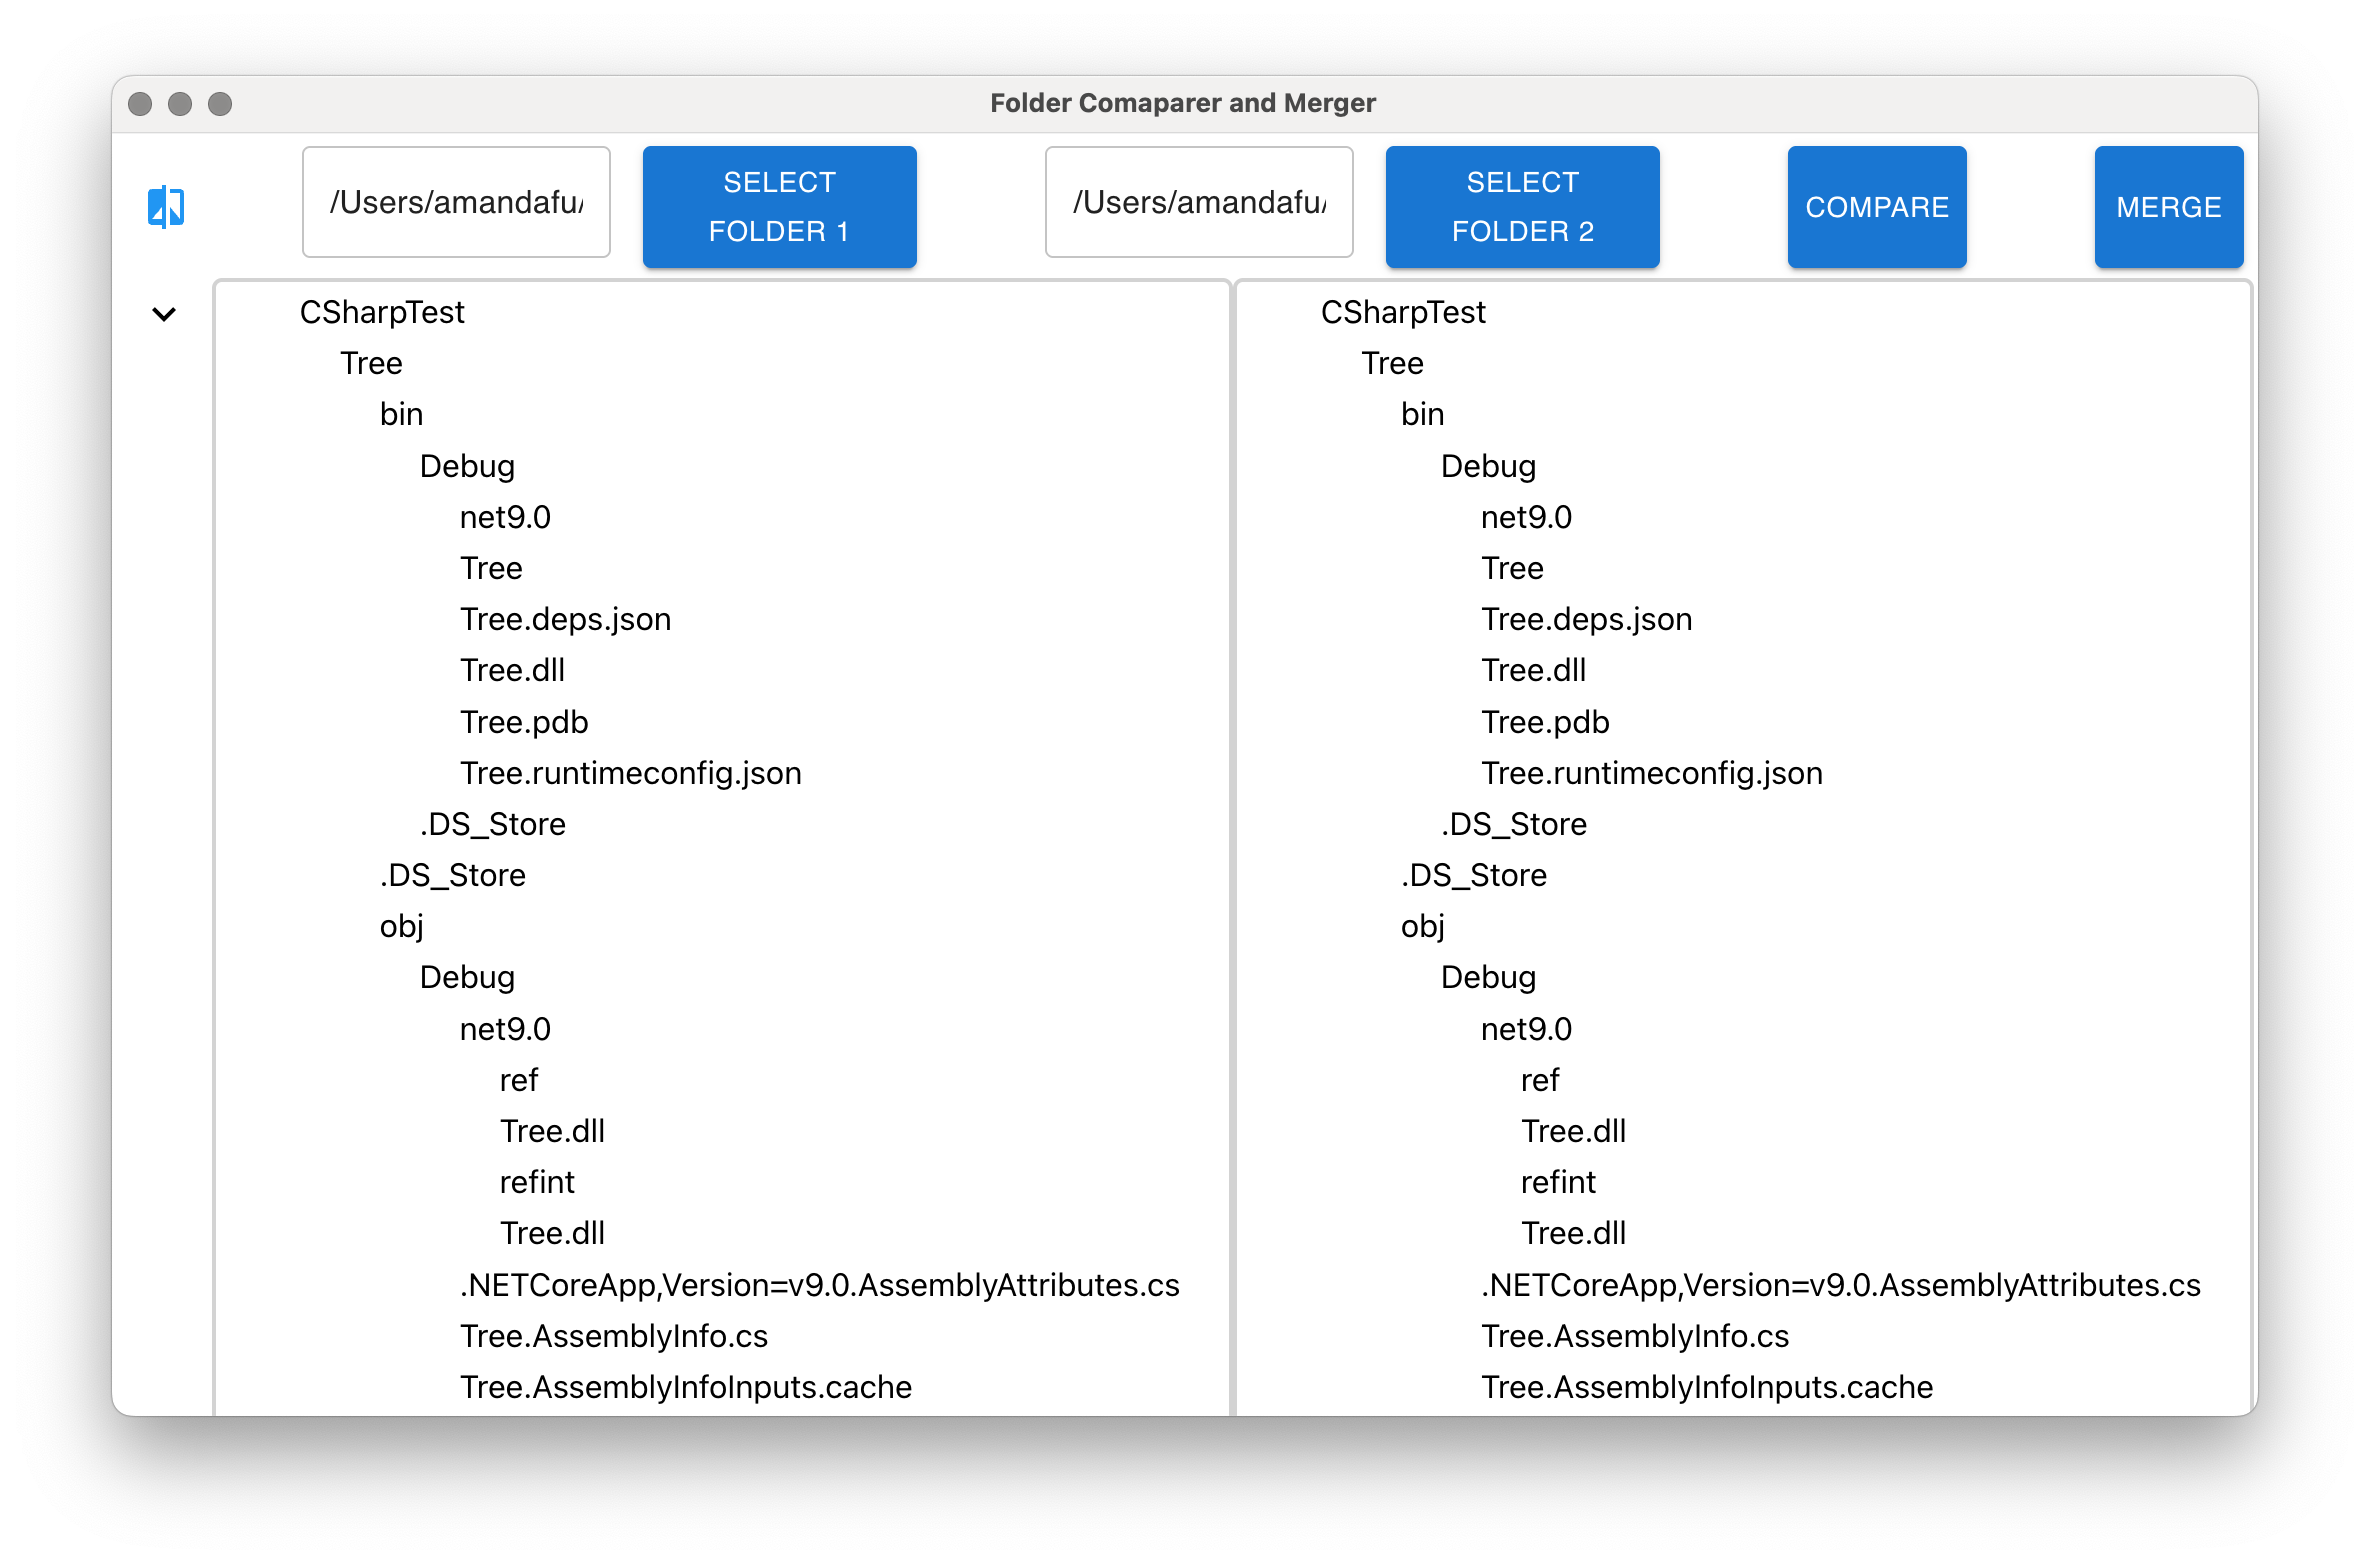 Folder Comaparer and Merger
/Users/amandafu/
SELECT
FOLDER 1
/Users/amandafu/
SELECT
FOLDER 2
COMPARE
MERGE
CSharpTest
Tree
bin
Debug
net9.0
Tree
Tree.deps.json
Tree.dll
Tree.pdb
Tree.runtimeconfig.json
.DS_Store
.DS_Store
obj
Debug
net9.0
ref
Tree.dll
refint
Tree.dll
.NETCoreApp,Version=v9.0.AssemblyAttributes.cs
Tree.AssemblyInfo.cs
Tree.AssemblyInfoInputs.cache
CSharpTest
Tree
bin
Debug
net9.0
Tree
Tree.deps.json
Tree.dll
Tree.pdb
Tree.runtimeconfig.json
.DS_Store
.DS_Store
obj
Debug
net9.0
ref
Tree.dll
refint
Tree.dll
.NETCoreApp,Version=v9.0.AssemblyAttributes.cs
Tree.AssemblyInfo.cs
Tree.AssemblyInfoInputs.cache